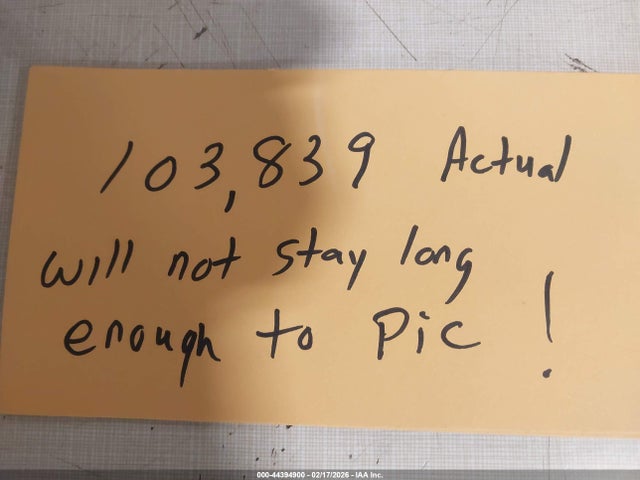 103,839 Actual
will not stay long
enough to Pic !
000-44394900 - 02/17/2026 - IAA Inc.